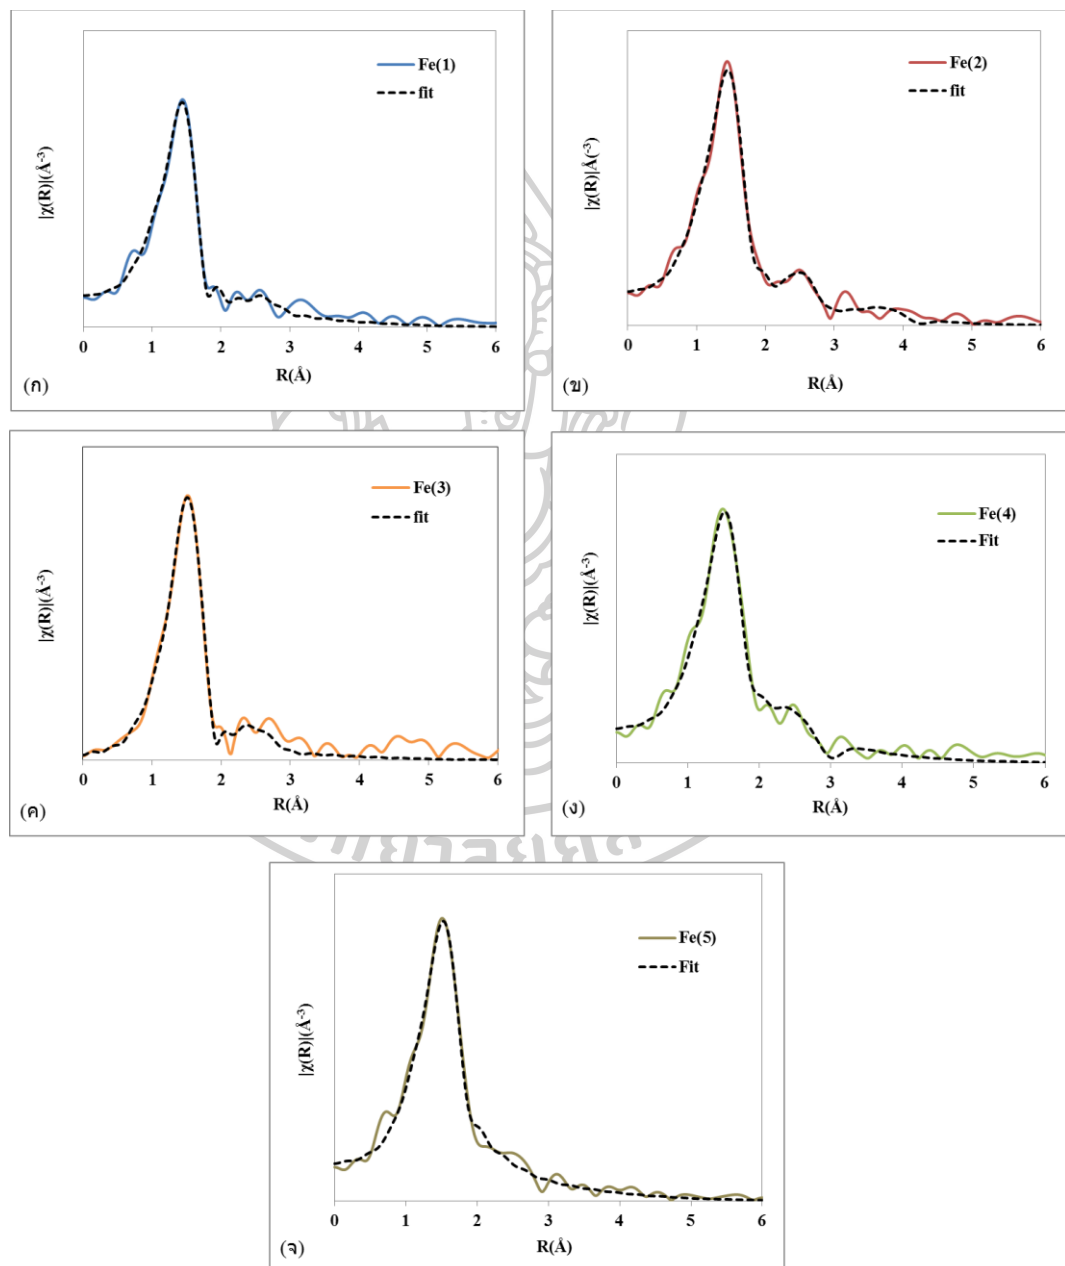 Fe(1)
fit
|χ(R)|(Å⁻³)
0 1 2 3 4 5 6
R(Å)
(ก)
Fe(2)
fit
|χ(R)|Å(⁻³)
0 1 2 3 4 5 6
R(Å)
(ข)
Fe(3)
fit
|χ(R)|(Å⁻³)
0 1 2 3 4 5 6
R(Å)
(ค)
Fe(4)
Fit
|χ(R)|(Å⁻³)
0 1 2 3 4 5 6
R(Å)
(ง)
Fe(5)
Fit
|χ(R)|(Å⁻³)
0 1 2 3 4 5 6
R(Å)
(จ)